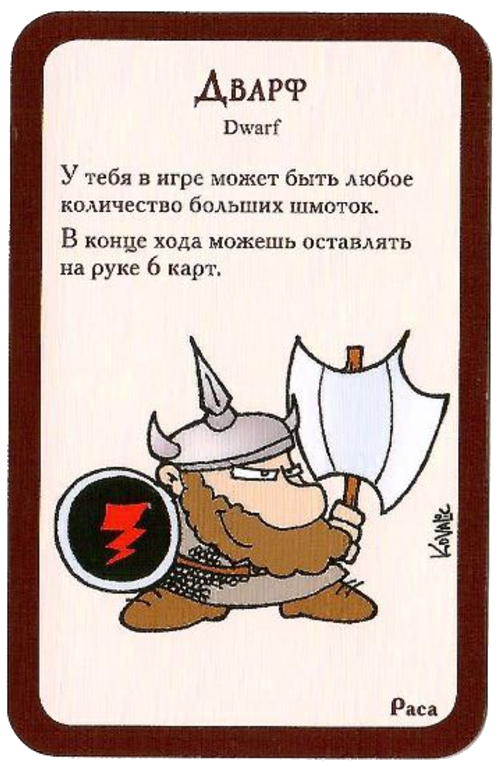 Дварф
Dwarf
У тебя в игре может быть любое
количество больших шмоток.
В конце хода можешь оставлять
на руке 6 карт.
Kovalic
Раса